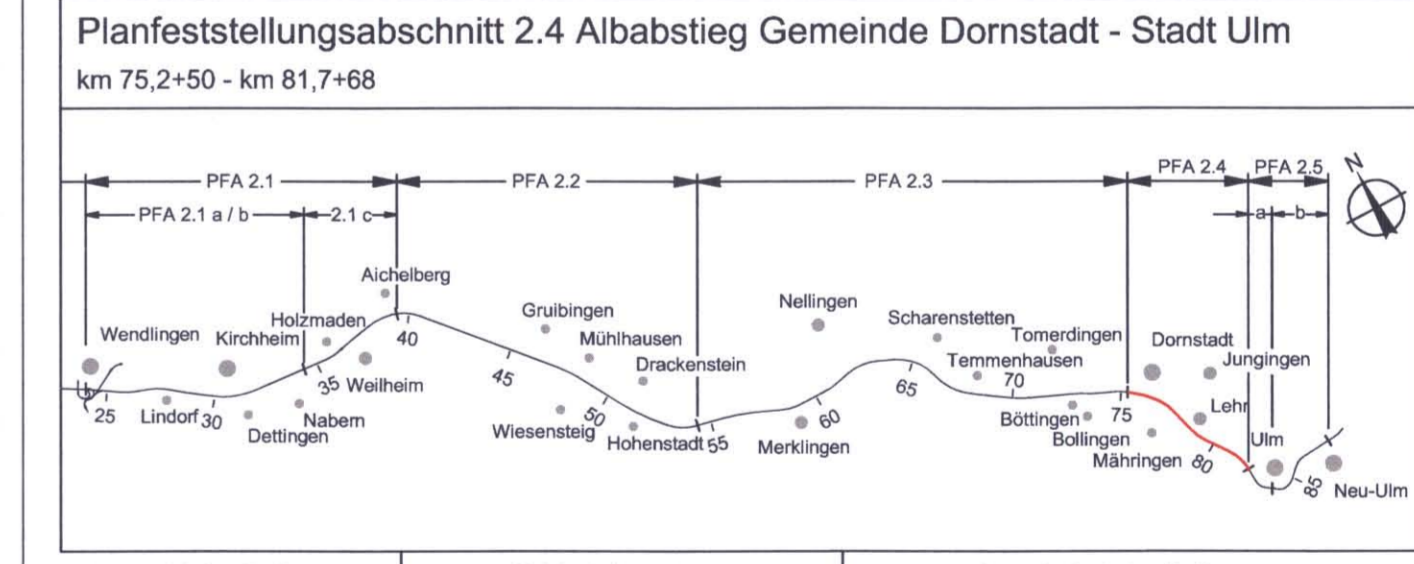 Planfeststellungsabschnitt 2.4 Albabstieg Gemeinde Dornstadt - Stadt Ulm
km 75,2+50 - km 81,7+68
PFA 2.1
PFA 2.2
PFA 2.3
PFA 2.4
PFA 2.5
N
PFA 2.1 a / b
2.1 c
a
b
Aichelberg
Wendlingen
Kirchheim
Holzmaden
40
Gruibingen
Mühlhausen
Drackenstein
Nellingen
Scharenstetten
Tomerdingen
Temmenhausen
70
Dornstadt
Jungingen
25
Lindorf
30
Dettingen
Nabern
35
Weilheim
45
Wiesensteig
50
Hohenstadt
55
Merklingen
60
65
Böttingen
Bollingen
Mähringen
75
80
Lehr
Ulm
85
Neu-Ulm